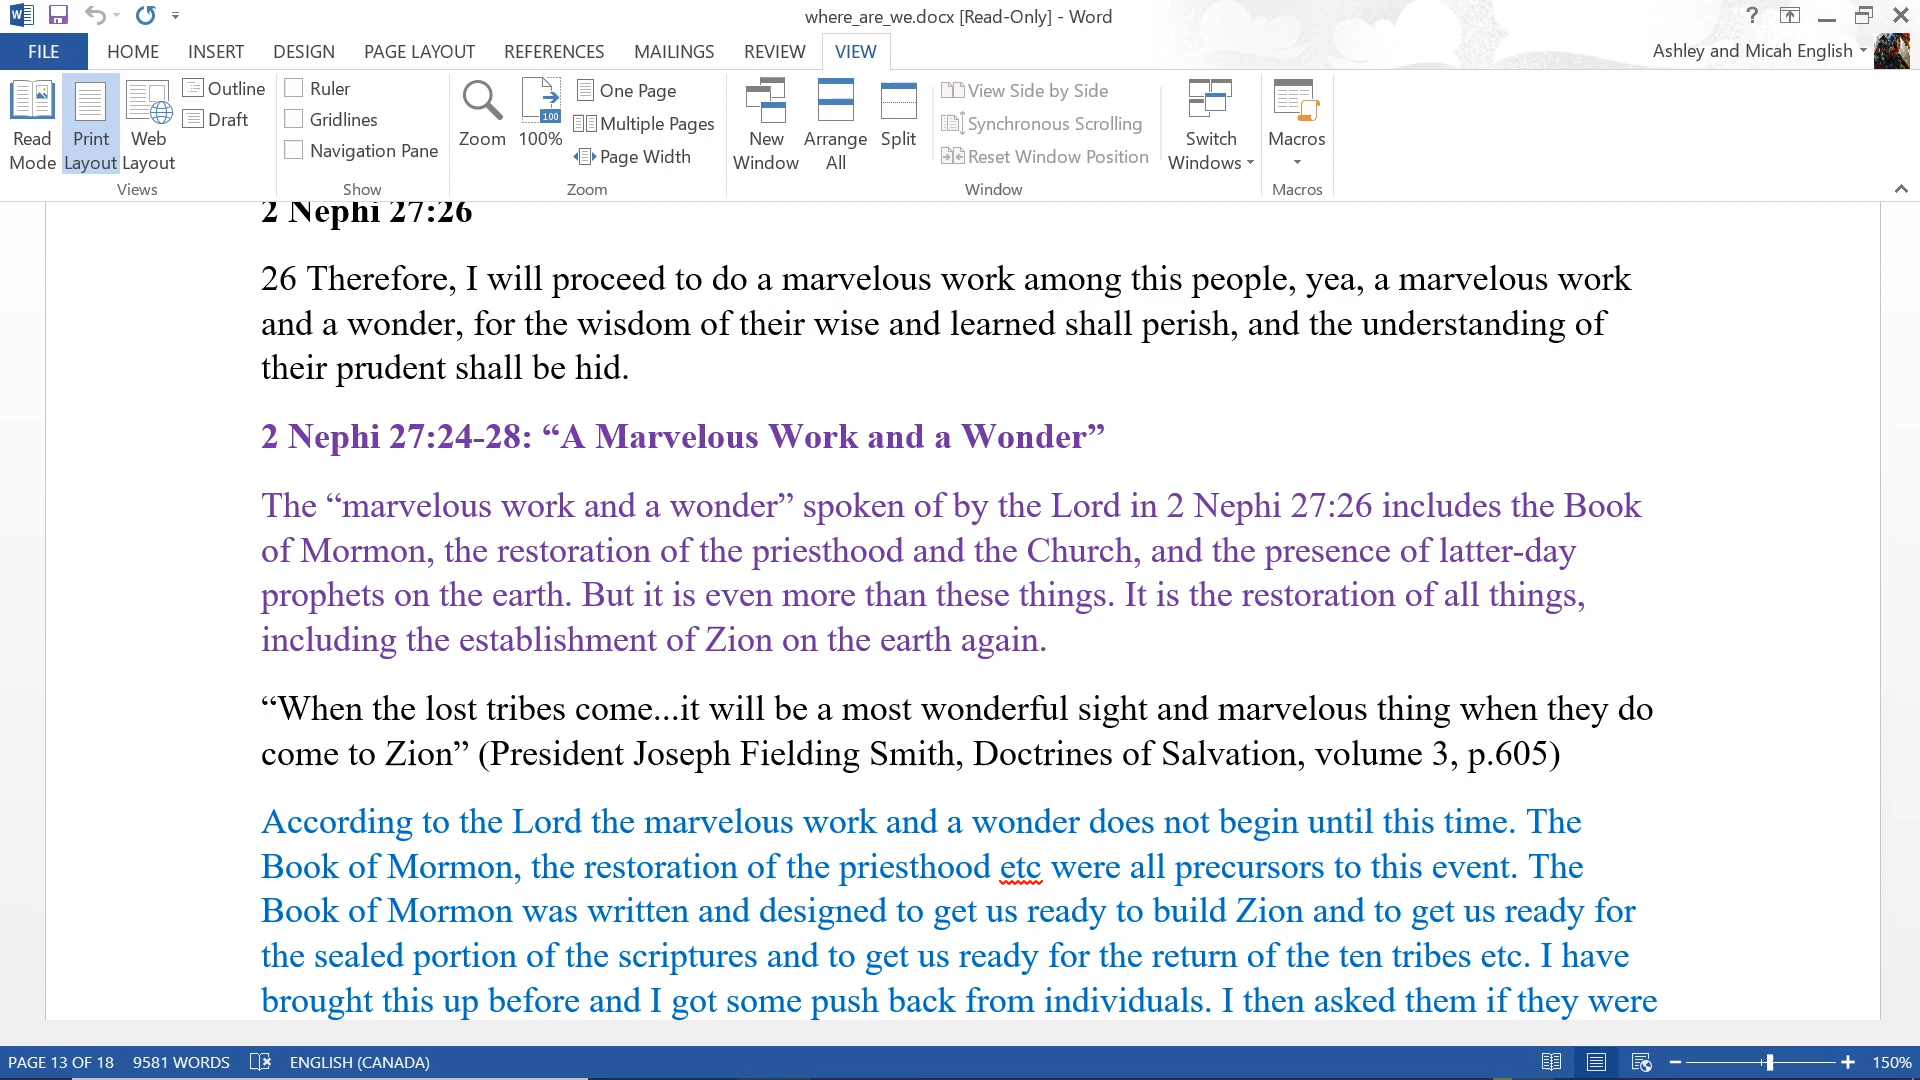 where_are_we.docx [Read-Only] - Word
?
FILE HOME INSERT DESIGN PAGE LAYOUT REFERENCES MAILINGS REVIEW VIEW Ashley and Micah English
Read Mode
Print Layout
Web Layout
Outline
Draft
Views
Ruler
Gridlines
Navigation Pane
Show
Zoom
100
100%
One Page
Multiple Pages
Page Width
Zoom
New Window
Arrange All
Split
View Side by Side
Synchronous Scrolling
Reset Window Position
Window
Switch Windows
Macros
Macros
2 Nephi 27:26
26 Therefore, I will proceed to do a marvelous work among this people, yea, a marvelous work
and a wonder, for the wisdom of their wise and learned shall perish, and the understanding of
their prudent shall be hid.
2 Nephi 27:24-28: “A Marvelous Work and a Wonder”
The “marvelous work and a wonder” spoken of by the Lord in 2 Nephi 27:26 includes the Book
of Mormon, the restoration of the priesthood and the Church, and the presence of latter-day
prophets on the earth. But it is even more than these things. It is the restoration of all things,
including the establishment of Zion on the earth again.
“When the lost tribes come...it will be a most wonderful sight and marvelous thing when they do
come to Zion” (President Joseph Fielding Smith, Doctrines of Salvation, volume 3, p.605)
According to the Lord the marvelous work and a wonder does not begin until this time. The
Book of Mormon, the restoration of the priesthood etc were all precursors to this event. The
Book of Mormon was written and designed to get us ready to build Zion and to get us ready for
the sealed portion of the scriptures and to get us ready for the return of the ten tribes etc. I have
brought this up before and I got some push back from individuals. I then asked them if they were
PAGE 13 OF 18 9581 WORDS ENGLISH (CANADA) 150%